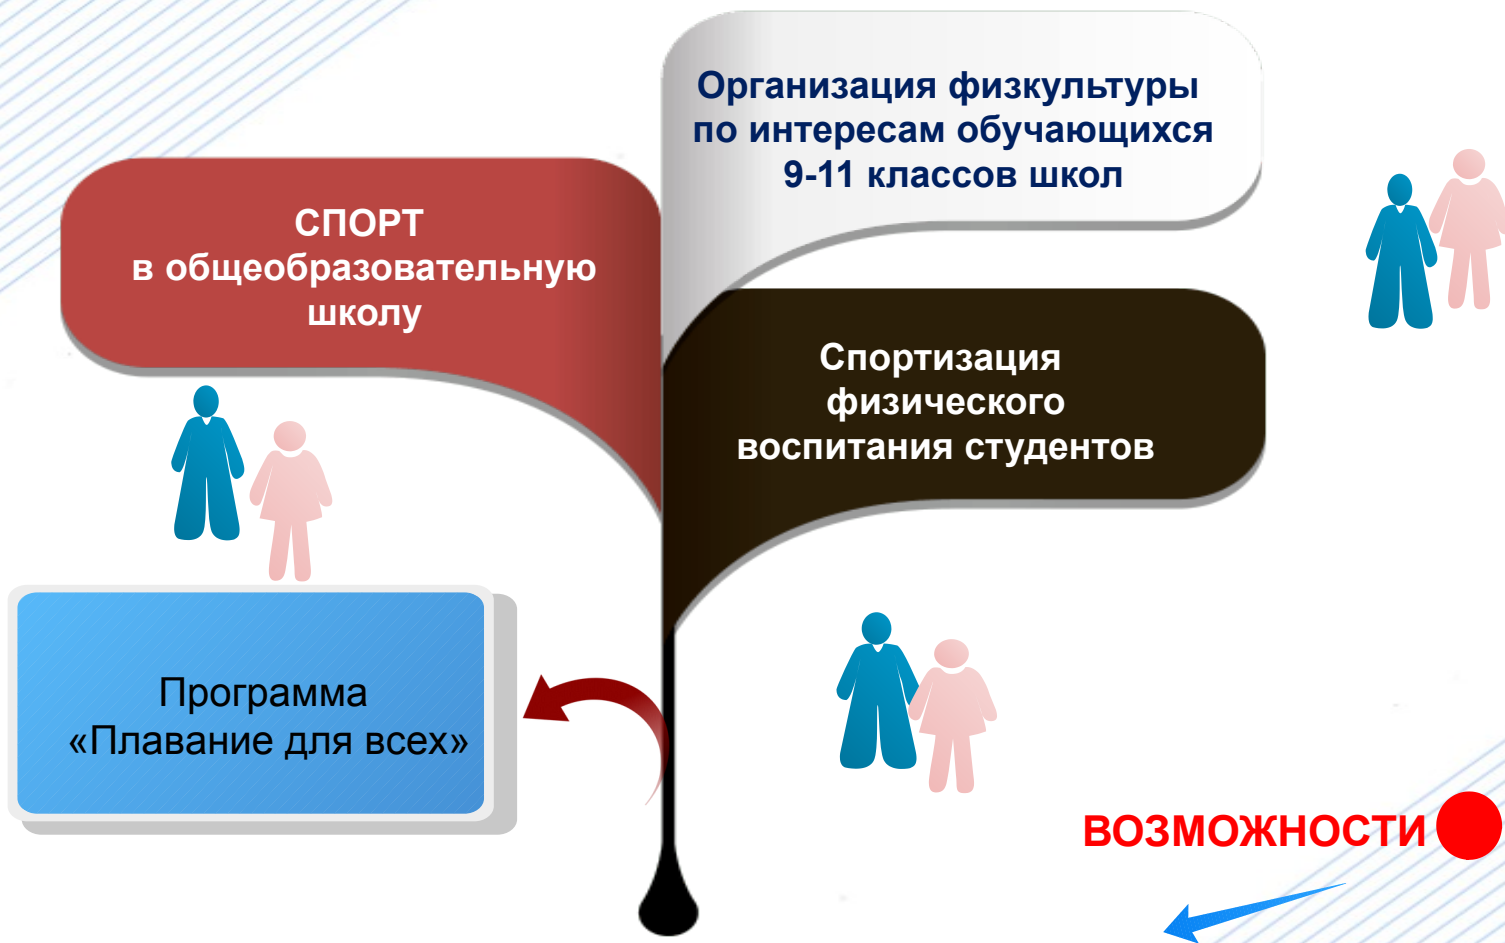 Организация физкультуры
по интересам обучающихся
9-11 классов школ
СПОРТ
в общеобразовательную
школу
Спортизация
физического
воспитания студентов
Программа
«Плавание для всех»
ВОЗМОЖНОСТИ